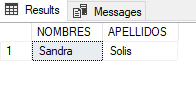 Results Messages
NOMBRES APELLIDOS
1 Sandra Solis